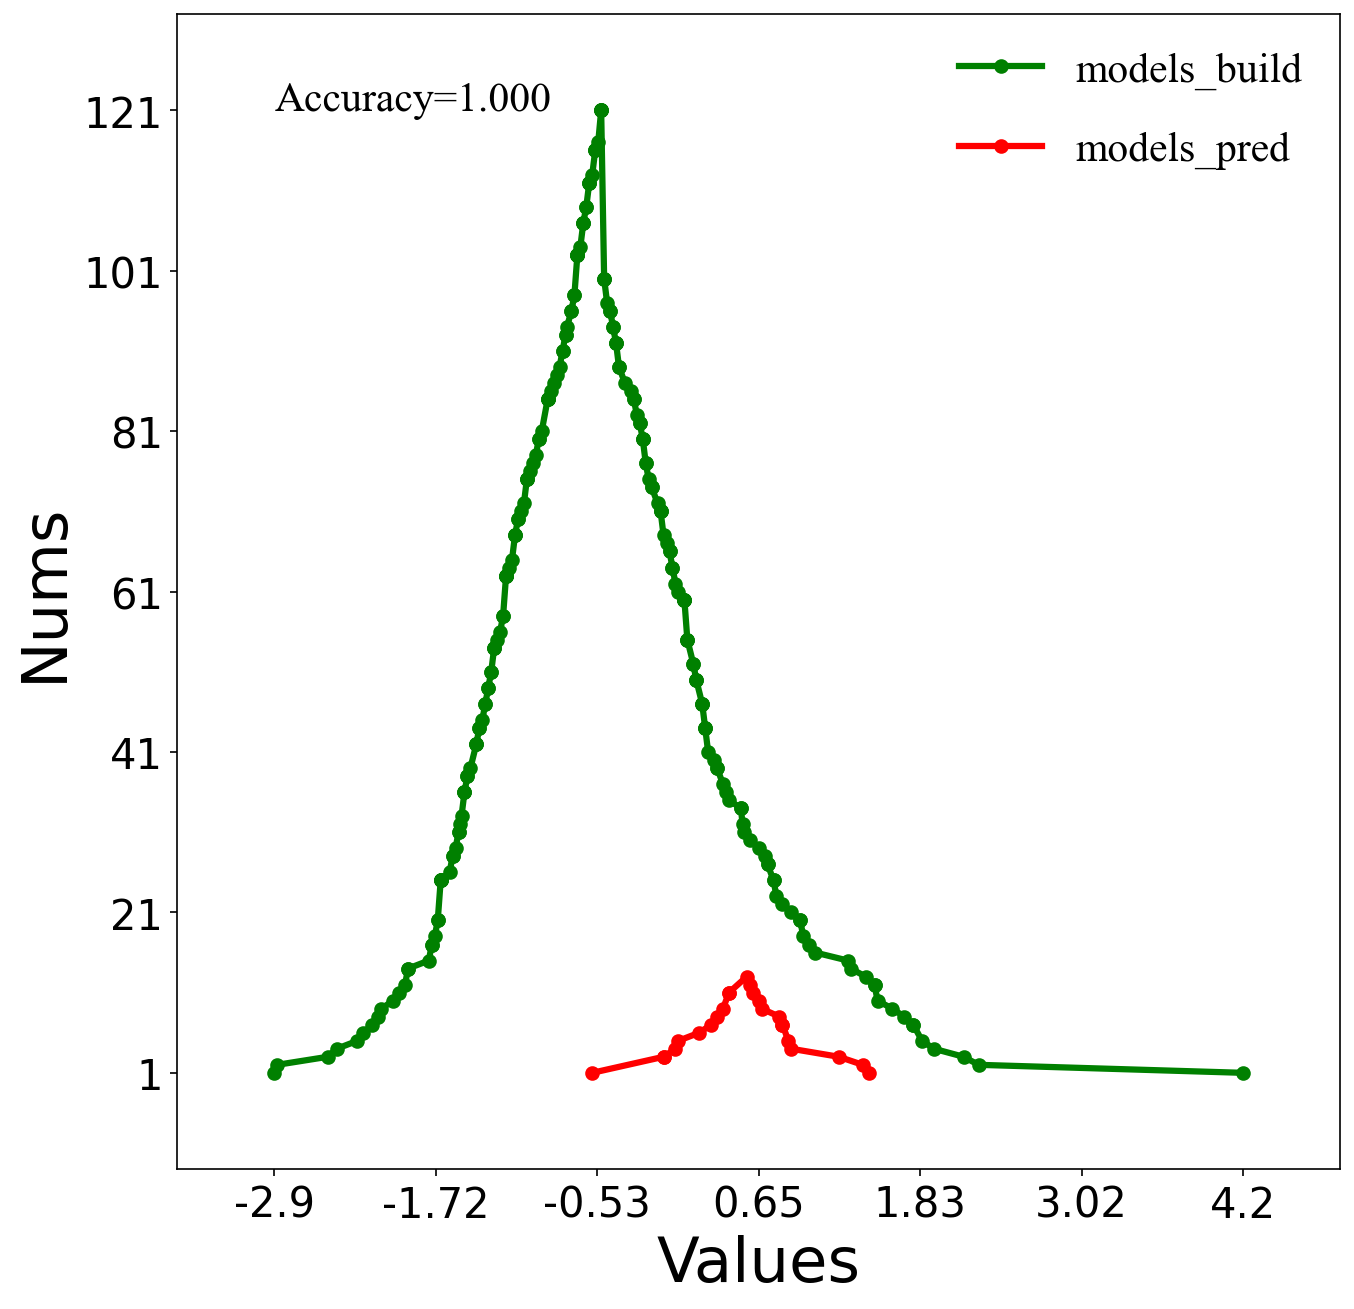 Accuracy=1.000
models_build
models_pred
Nums
121
101
81
61
41
21
1
-2.9 -1.72 -0.53 0.65 1.83 3.02 4.2
Values